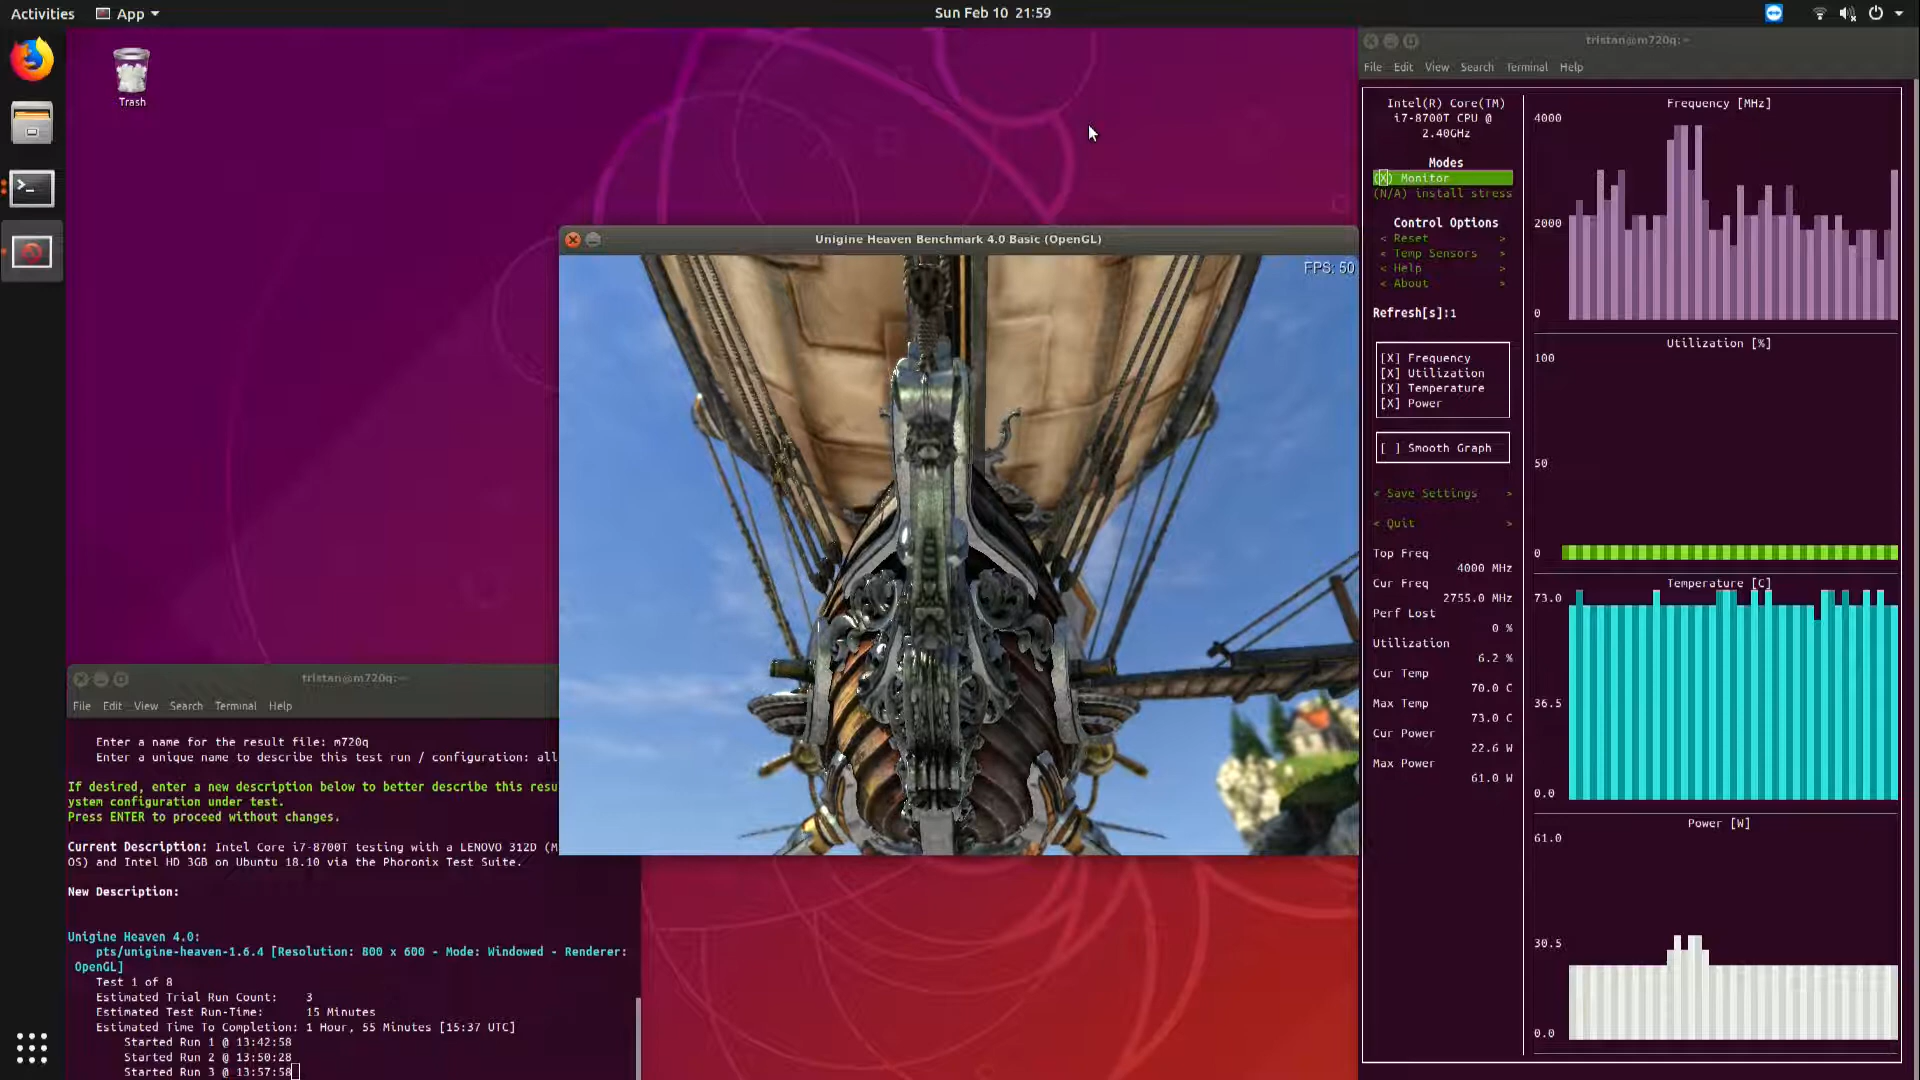 Activities
App
Sun Feb 10 21:59
Trash
tristan@m720q: ~
File Edit View Search Terminal Help
Intel(R) Core(TM)
i7-8700T CPU @
2.40GHz
Modes
(X) Monitor
(N/A) install stress
Control Options
< Reset >
< Temp Sensors >
< Help >
< About >
Refresh[s]:1
[X] Frequency
[X] Utilization
[X] Temperature
[X] Power
[ ] Smooth Graph
< Save Settings >
< Quit >
Top Freq
4000 MHz
Cur Freq
2755.0 MHz
Perf Lost
0 %
Utilization
6.2 %
Cur Temp
70.0 C
Max Temp
73.0 C
Cur Power
22.6 W
Max Power
61.0 W
Frequency [MHz]
4000
2000
0
Utilization [%]
100
50
0
Temperature [C]
73.0
36.5
0.0
Power [W]
61.0
30.5
0.0
Unigine Heaven Benchmark 4.0 Basic (OpenGL)
FPS: 50
tristan@m720q: ~
File Edit View Search Terminal Help
Enter a name for the result file: m720q
Enter a unique name to describe this test run / configuration: all
If desired, enter a new description below to better describe this resu
ystem configuration under test.
Press ENTER to proceed without changes.
Current Description: Intel Core i7-8700T testing with a LENOVO 312D (M
OS) and Intel HD 3GB on Ubuntu 18.10 via the Phoronix Test Suite.
New Description:
Unigine Heaven 4.0:
pts/unigine-heaven-1.6.4 [Resolution: 800 x 600 - Mode: Windowed - Renderer:
OpenGL]
Test 1 of 8
Estimated Trial Run Count: 3
Estimated Test Run-Time: 15 Minutes
Estimated Time To Completion: 1 Hour, 55 Minutes [15:37 UTC]
Started Run 1 @ 13:42:58
Started Run 2 @ 13:50:28
Started Run 3 @ 13:57:58